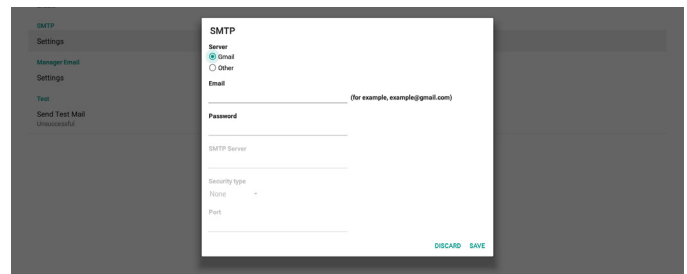 SMTP
Settings
Manager Email
Settings
Test
Send Test Mail
Unsuccessful
SMTP
Server
Gmail
Other
Email
(for example, example@gmail.com)
Password
SMTP Server
Security type
None
Port
DISCARD SAVE